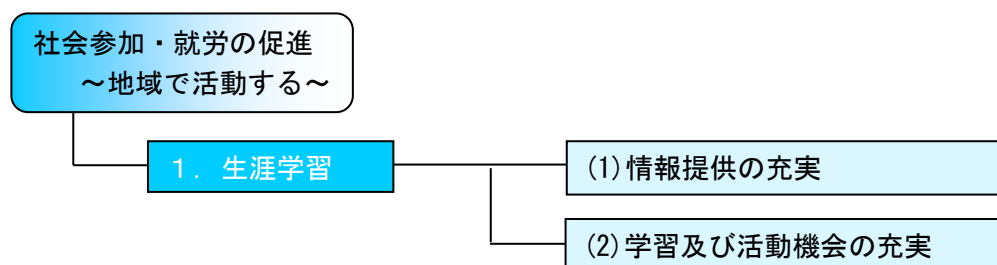 社会参加・就労の促進
～地域で活動する～
１．生涯学習
(1)情報提供の充実
(2)学習及び活動機会の充実